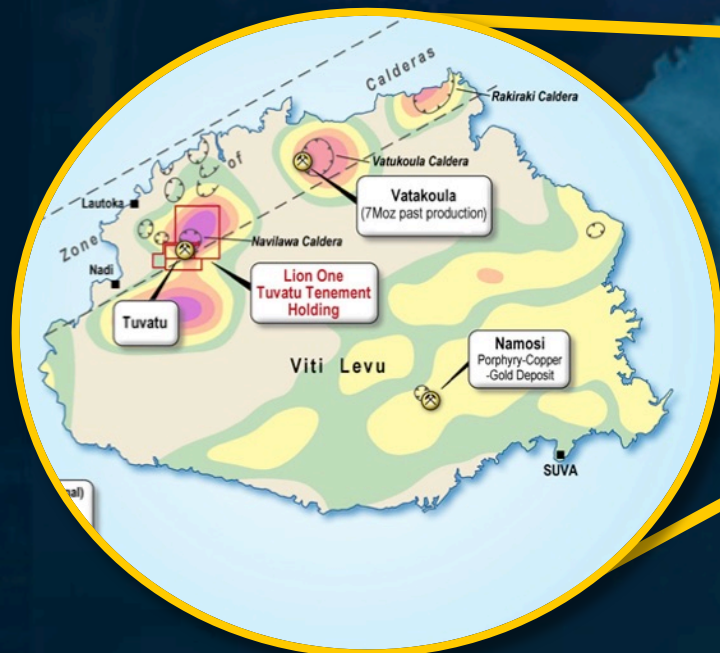 Zone of Calderas
Rakiraki Caldera
Vatukoula Caldera
Vatakoula
(7Moz past production)
Lautoka
Navilawa Caldera
Nadi
Lion One
Tuvatu Tenement
Holding
Tuvatu
Viti Levu
Namosi
Porphyry-Copper
-Gold Deposit
SUVA
nal)